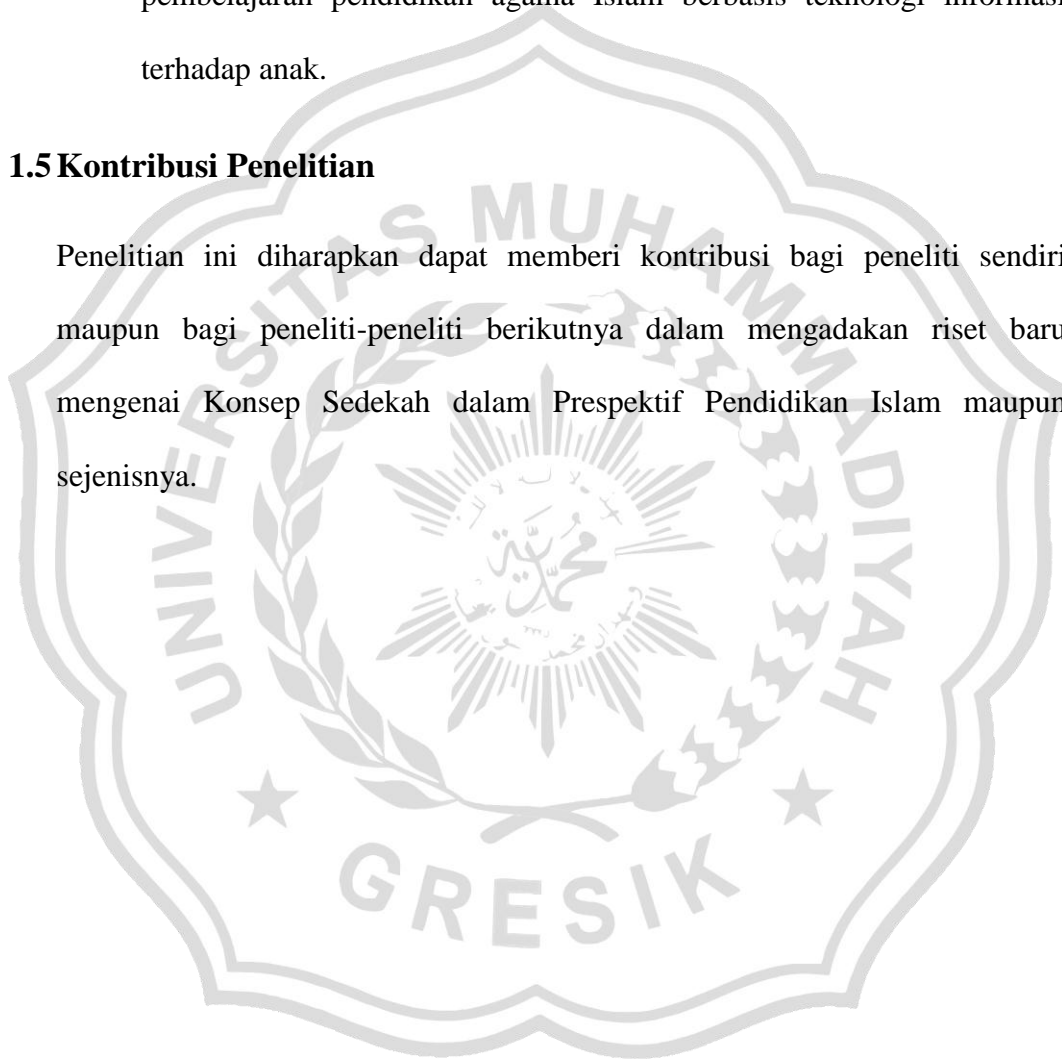 pembelajaran pendidikan agama Islam berbasis teknologi informasi
terhadap anak.
1.5 Kontribusi Penelitian
Penelitian ini diharapkan dapat memberi kontribusi bagi peneliti sendiri
maupun bagi peneliti-peneliti berikutnya dalam mengadakan riset baru
mengenai Konsep Sedekah dalam Prespektif Pendidikan Islam maupun
sejenisnya.
UNIVERSITAS MUHAMMADIYAH
GRESIK